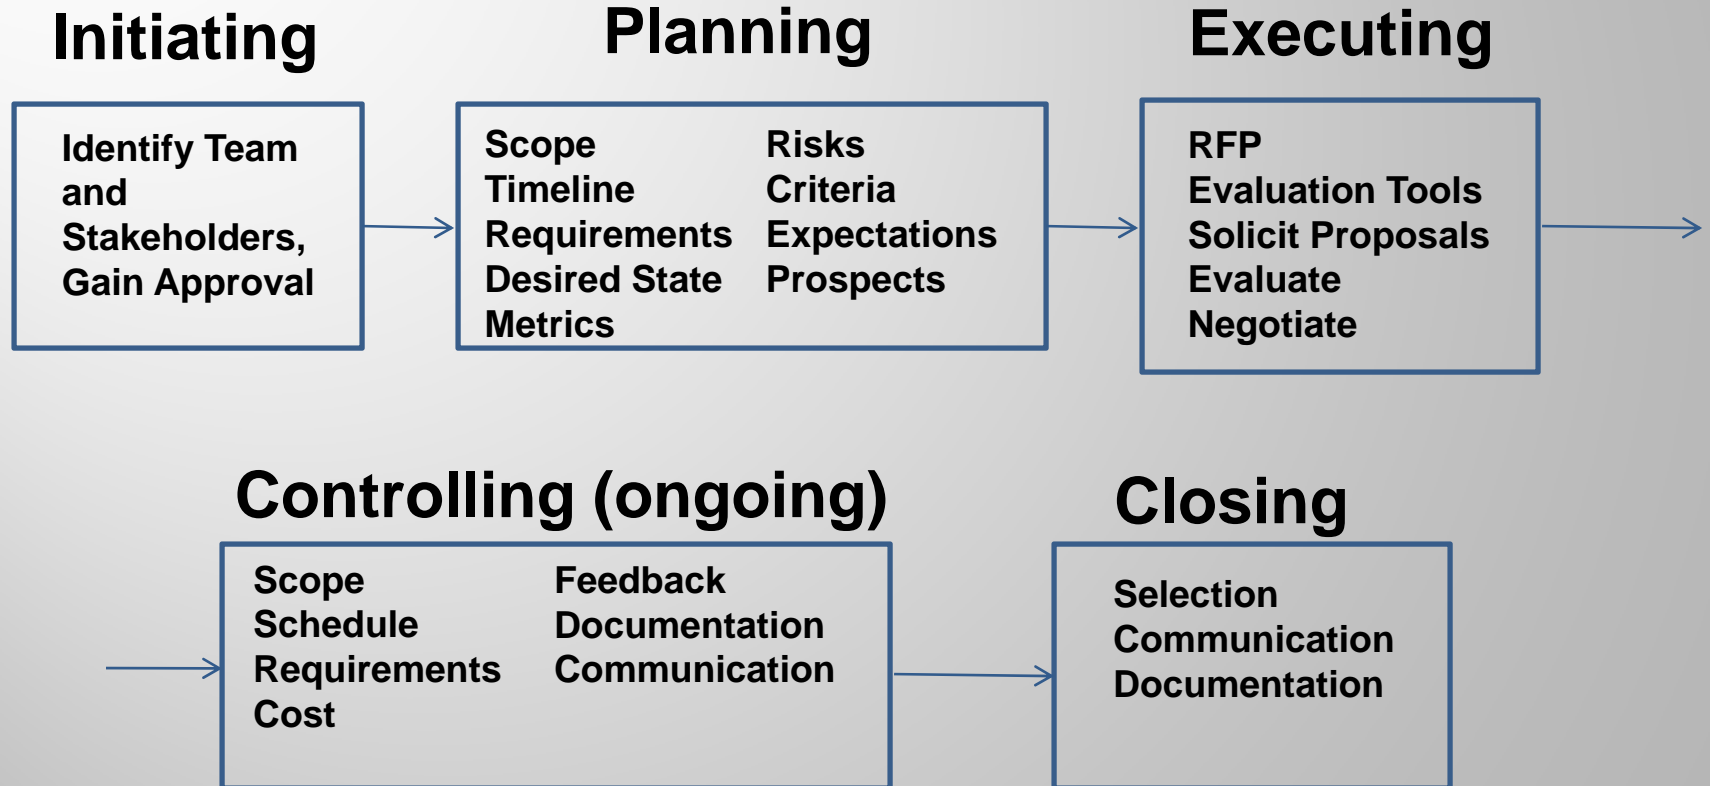 Initiating
Identify Team
and
Stakeholders,
Gain Approval
Planning
Scope
Timeline
Requirements
Desired State
Metrics
Risks
Criteria
Expectations
Prospects
Executing
RFP
Evaluation Tools
Solicit Proposals
Evaluate
Negotiate
Controlling (ongoing)
Scope
Schedule
Requirements
Cost
Feedback
Documentation
Communication
Closing
Selection
Communication
Documentation